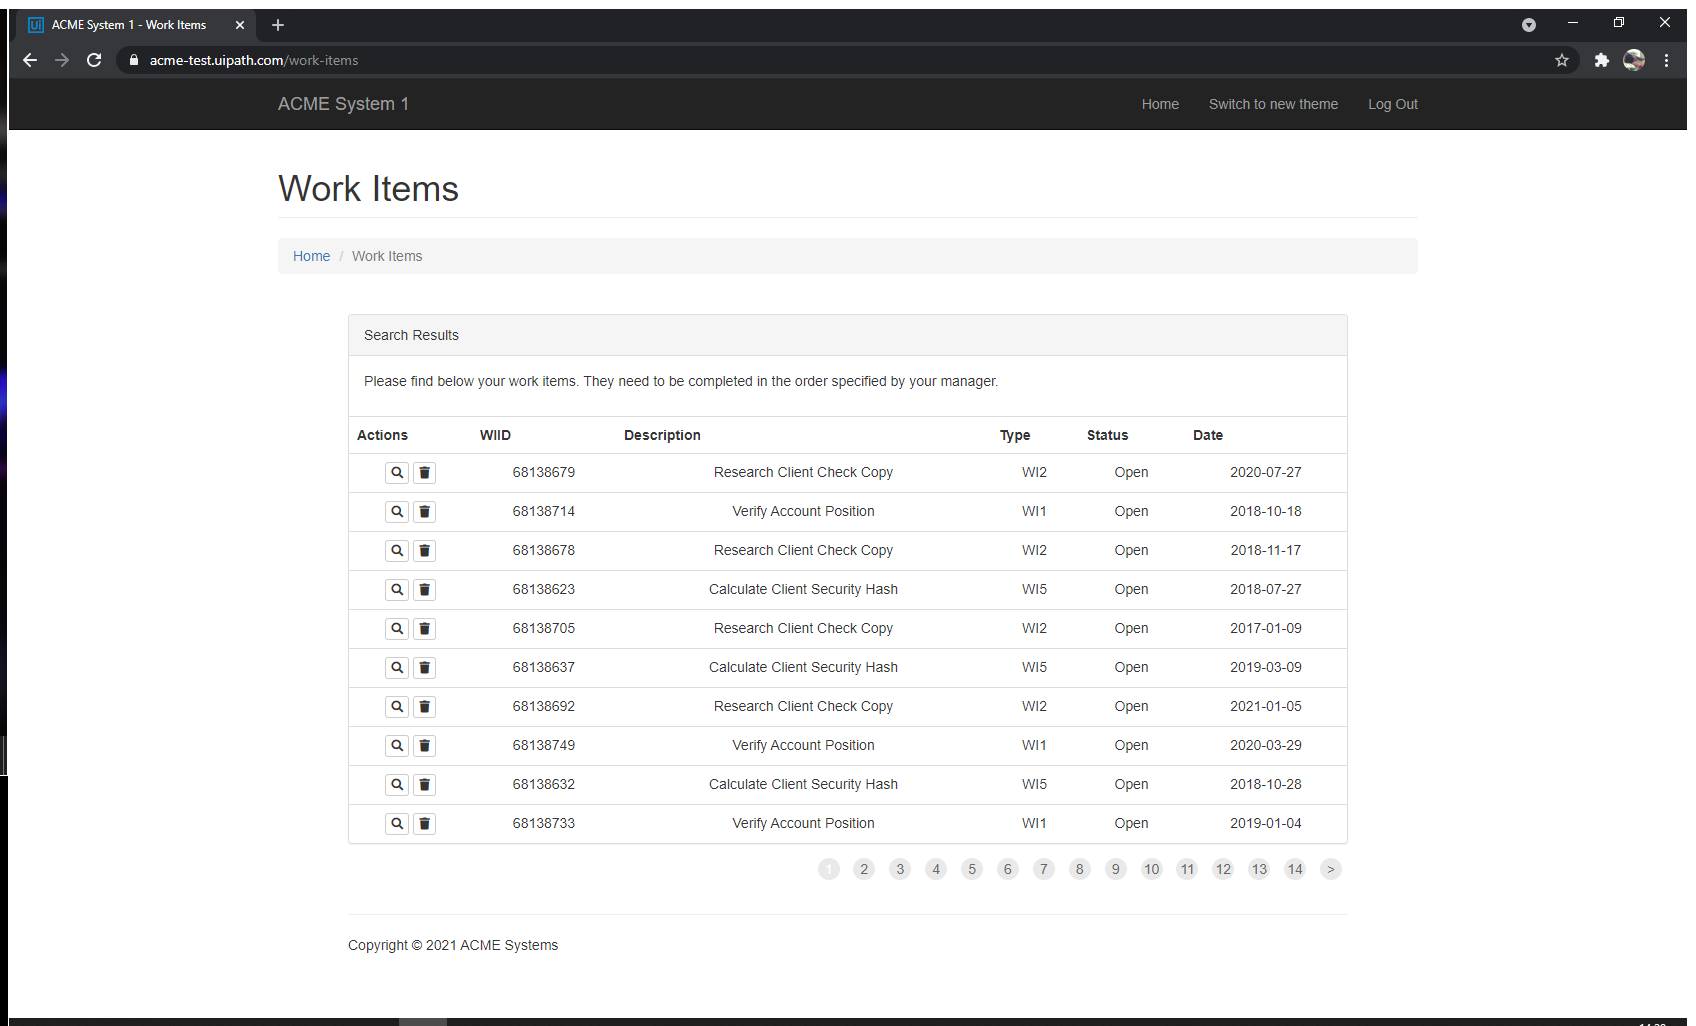 Ui ACME System 1 - Work Items
acme-test.uipath.com/work-items
ACME System 1 Home Switch to new theme Log Out
Work Items
Home / Work Items
Search Results
Please find below your work items. They need to be completed in the order specified by your manager.
Actions WIID Description Type Status Date
68138679 Research Client Check Copy WI2 Open 2020-07-27
68138714 Verify Account Position WI1 Open 2018-10-18
68138678 Research Client Check Copy WI2 Open 2018-11-17
68138623 Calculate Client Security Hash WI5 Open 2018-07-27
68138705 Research Client Check Copy WI2 Open 2017-01-09
68138637 Calculate Client Security Hash WI5 Open 2019-03-09
68138692 Research Client Check Copy WI2 Open 2021-01-05
68138749 Verify Account Position WI1 Open 2020-03-29
68138632 Calculate Client Security Hash WI5 Open 2018-10-28
68138733 Verify Account Position WI1 Open 2019-01-04
1 2 3 4 5 6 7 8 9 10 11 12 13 14 >
Copyright © 2021 ACME Systems